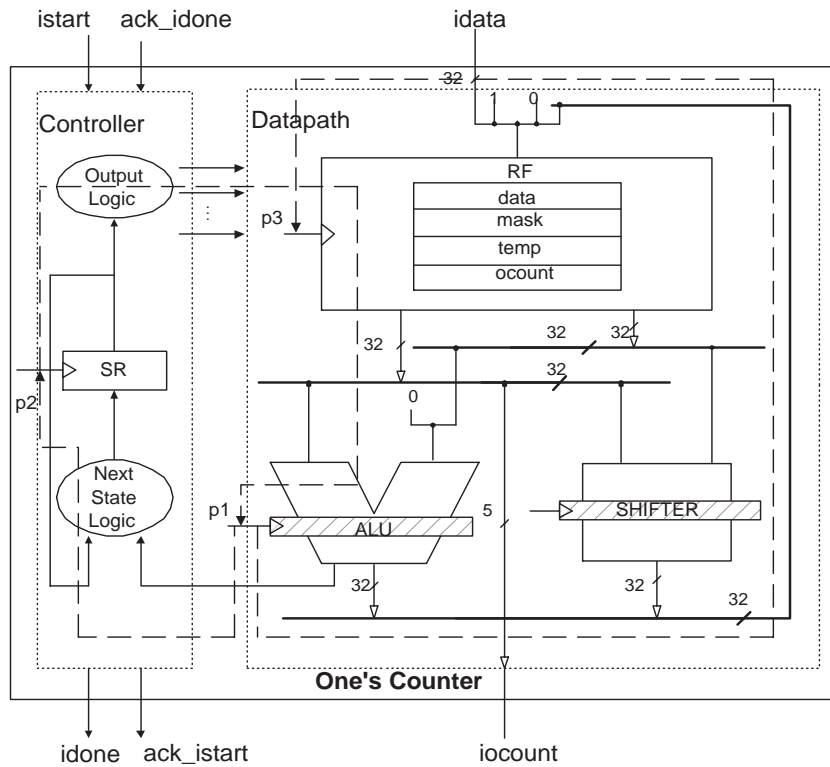 istart
ack_idone
idata
32
1
0
Controller
Datapath
Output
Logic
⋮
p3
RF
data
mask
temp
ocount
32
32
32
32
SR
p2
0
Next
State
Logic
p1
ALU
5
SHIFTER
32
32
32
One's Counter
idone
ack_istart
iocount